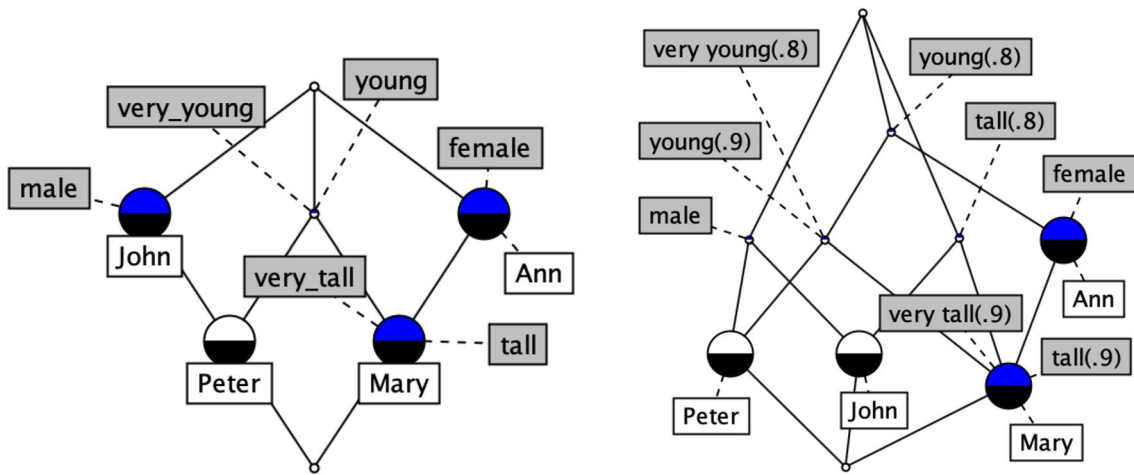 young
very_young
female
male
John
Ann
very_tall
tall
Peter
Mary
very young(.8)
young(.8)
tall(.8)
young(.9)
female
male
Ann
very tall(.9)
tall(.9)
Peter
John
Mary